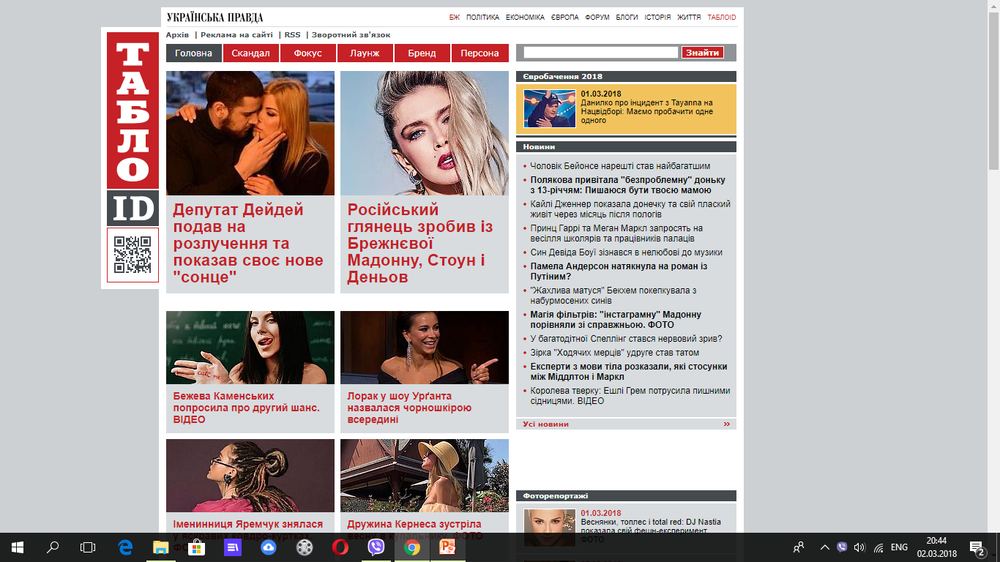 УКРАЇНСЬКА ПРАВДА
БЖ ПОЛІТИКА ЕКОНОМІКА ЄВРОПА ФОРУМ БЛОГИ ІСТОРІЯ ЖИТТЯ ТАБЛОID
Архів | Реклама на сайті | RSS | Зворотний зв'язок
ТАБЛО
ID
Головна Скандал Фокус Лаунж Бренд Персона
Знайти
Депутат Дейдей
подав на
розлучення та
показав своє нове
"сонце"
Російський
глянець зробив із
Брежнєвої
Мадонну, Стоун і
Деньов
Бежева Каменських
попросила про другий шанс.
ВІДЕО
Лорак у шоу Урґанта
назвалася чорношкірою
всередині
Іменинниця Яремчук знялася
у яскравих ковдро-куртках.
Дружина Кернеса зустріла
весну в купальнику. ФОТО
Євробачення 2018
01.03.2018
Данилко про інцидент з Tayanna на
Нацвідборі: Маємо пробачити одне
одного
Новини
Чоловік Бейонсе нарешті став найбагатшим
Полякова привітала "безпроблемну" доньку
з 13-річчям: Пишаюся бути твоєю мамою
Кайлі Дженнер показала донечку та свій плаский
живіт через місяць після пологів
Принц Гаррі та Меган Маркл запросять на
весілля школярів та працівників палаців
Син Девіда Боуї зізнався в нелюбові до музики
Памела Андерсон натякнула на роман із
Путіним?
"Жахлива матуся" Бекхем покепкувала з
набурмосених синів
Магія фільтрів: "інстаграмну" Мадонну
порівняли зі справжньою. ФОТО
У багатодітної Спеллінг стався нервовий зрив?
Зірка "Ходячих мерців" удруге став татом
Експерти з мови тіла розказали, які стосунки
між Міддлтон і Маркл
Королева тверку: Ешлі Грем потрусила пишними
сідницями. ВІДЕО
Усі новини »
Фоторепортажі
01.03.2018
Веснянки, топлес і total red: DJ Nastia
показала свій фешн-експеримент.
ФОТО
ENG
20:44
02.03.2018
2